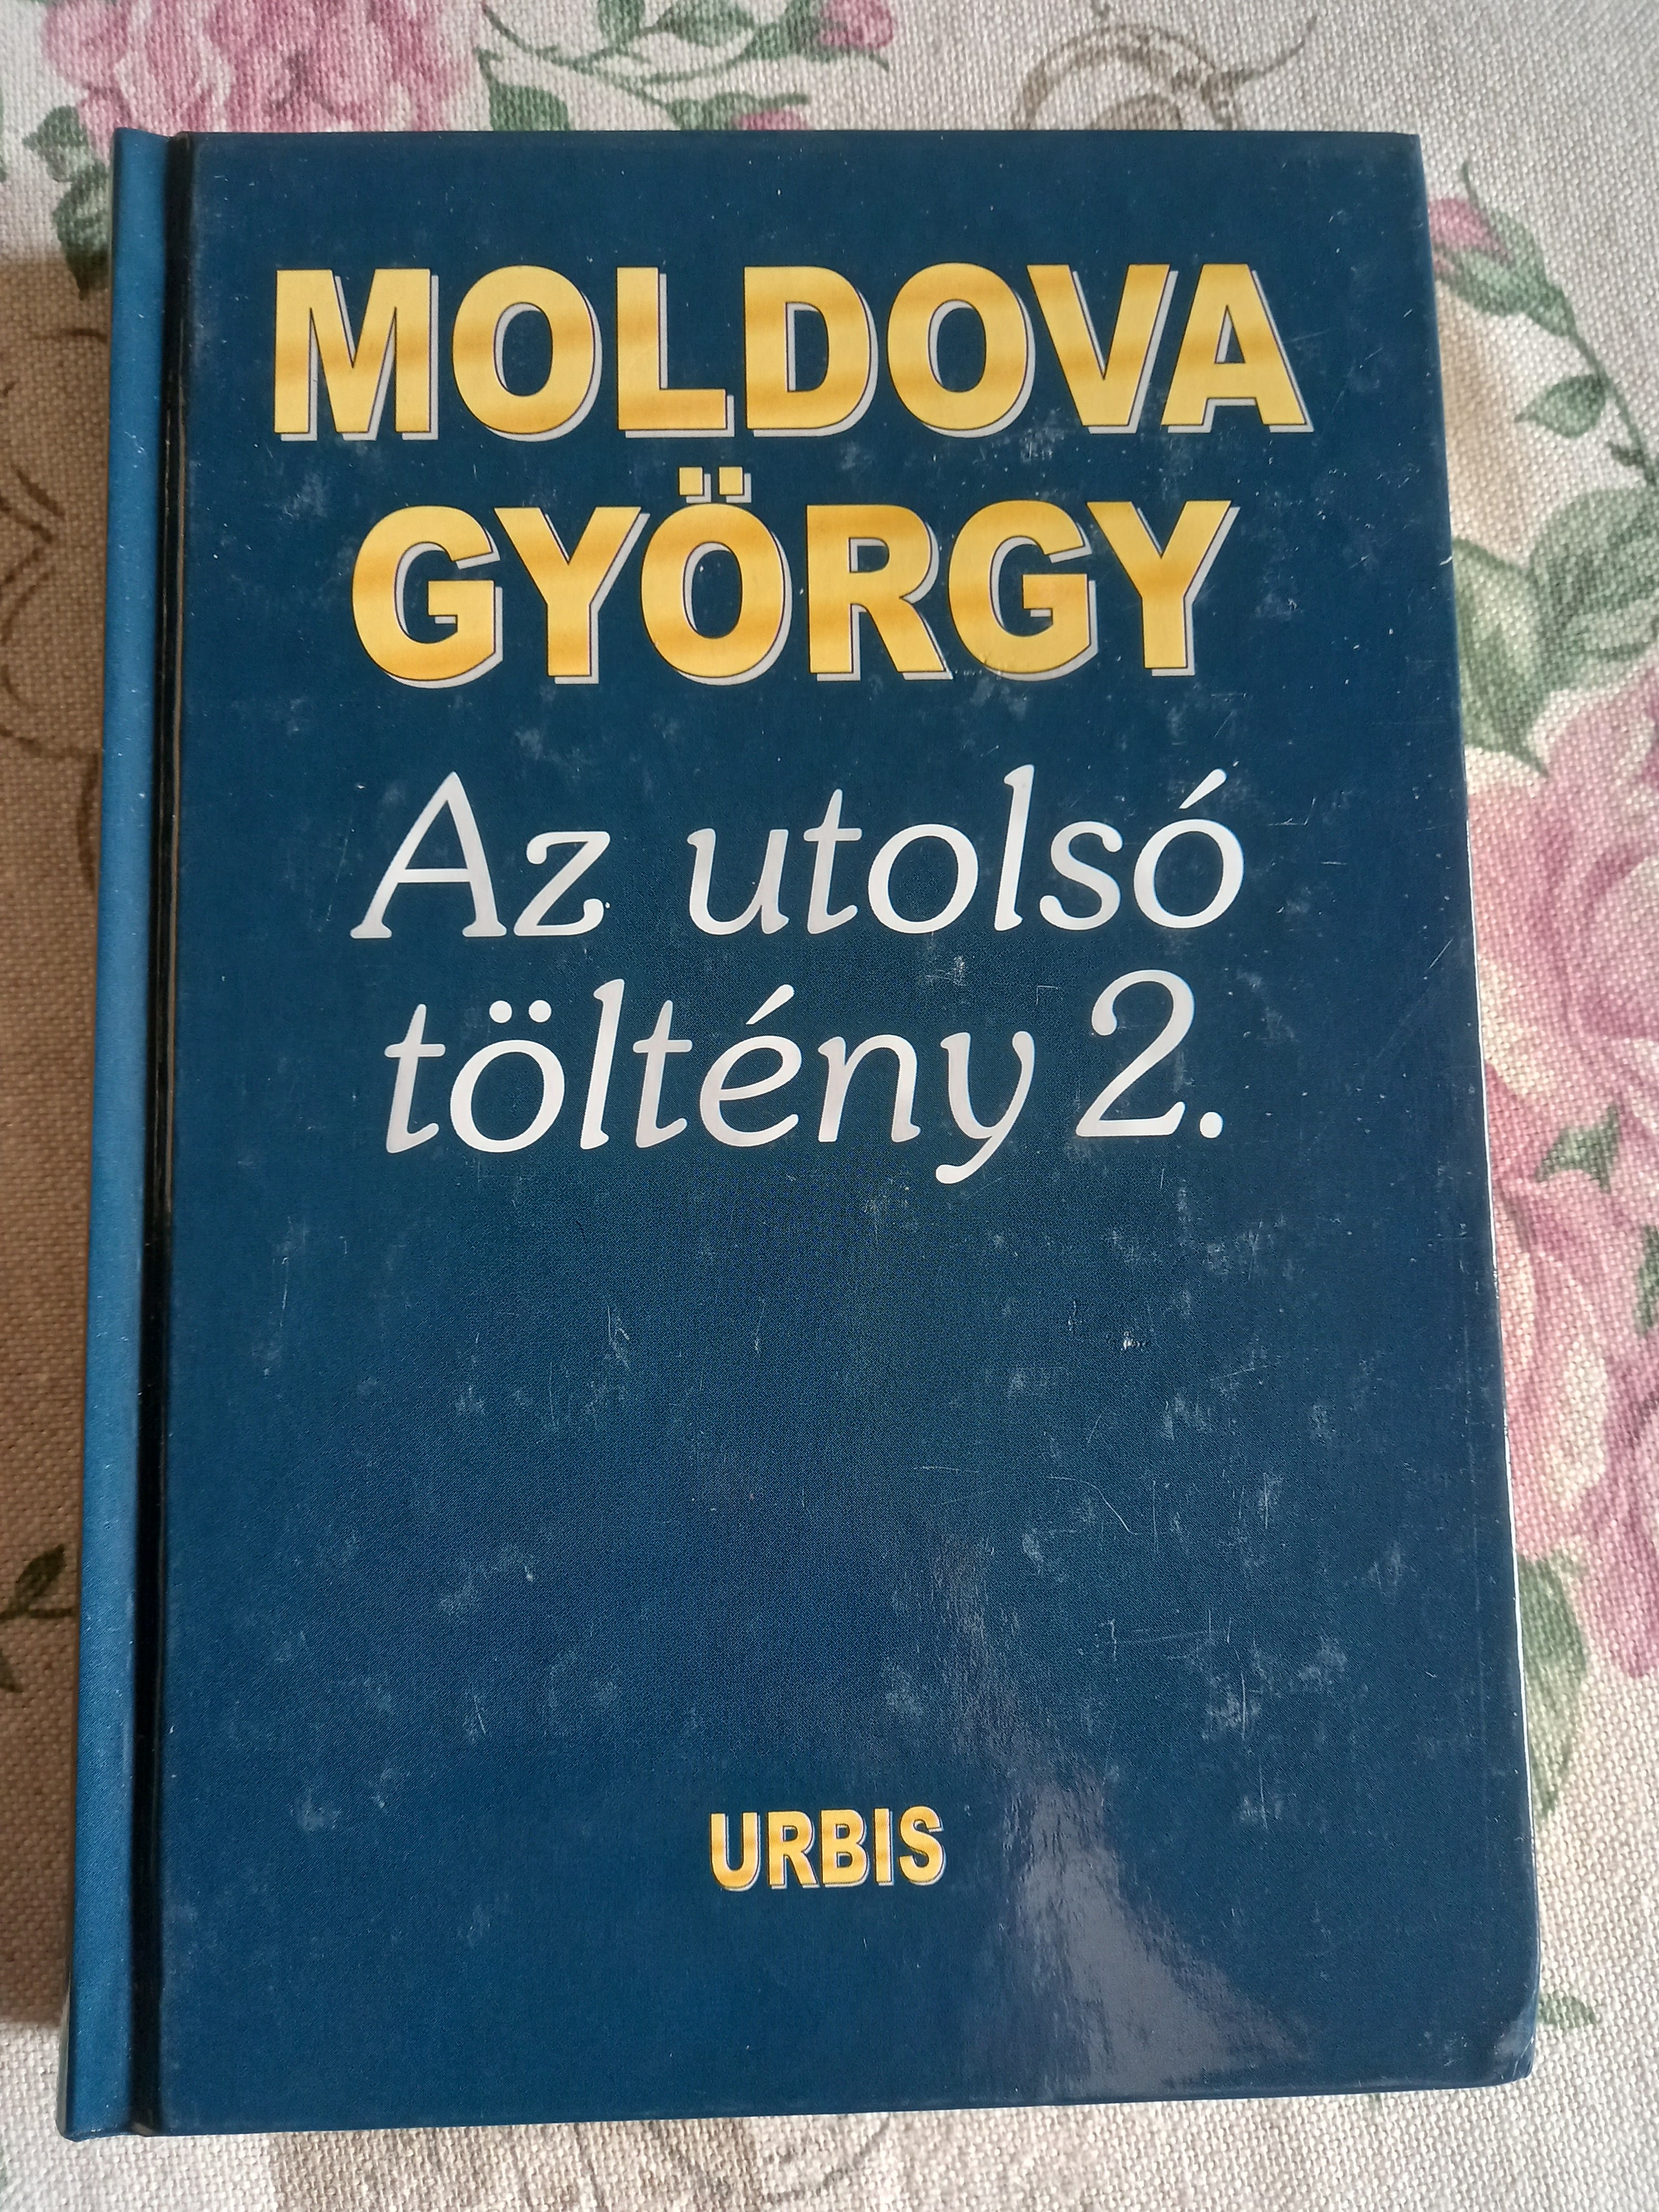 MOLDOVA
GYÖRGY
Az utolsó
töltény 2.
URBIS